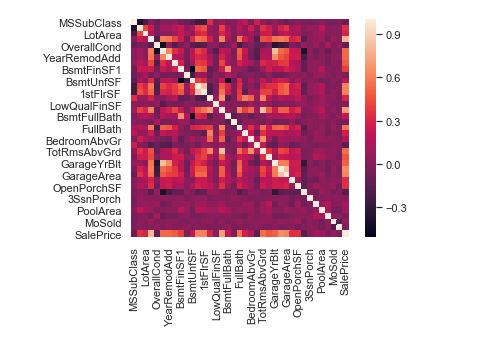 MSSubClass
LotArea
OverallCond
YearRemodAdd
BsmtFinSF1
BsmtUnfSF
1stFlrSF
LowQualFinSF
BsmtFullBath
FullBath
BedroomAbvGr
TotRmsAbvGrd
GarageYrBlt
GarageArea
OpenPorchSF
3SsnPorch
PoolArea
MoSold
SalePrice
MSSubClass
LotArea
OverallCond
YearRemodAdd
BsmtFinSF1
BsmtUnfSF
1stFlrSF
LowQualFinSF
BsmtFullBath
FullBath
BedroomAbvGr
TotRmsAbvGrd
GarageYrBlt
GarageArea
OpenPorchSF
3SsnPorch
PoolArea
MoSold
SalePrice
0.9
0.6
0.3
0.0
−0.3